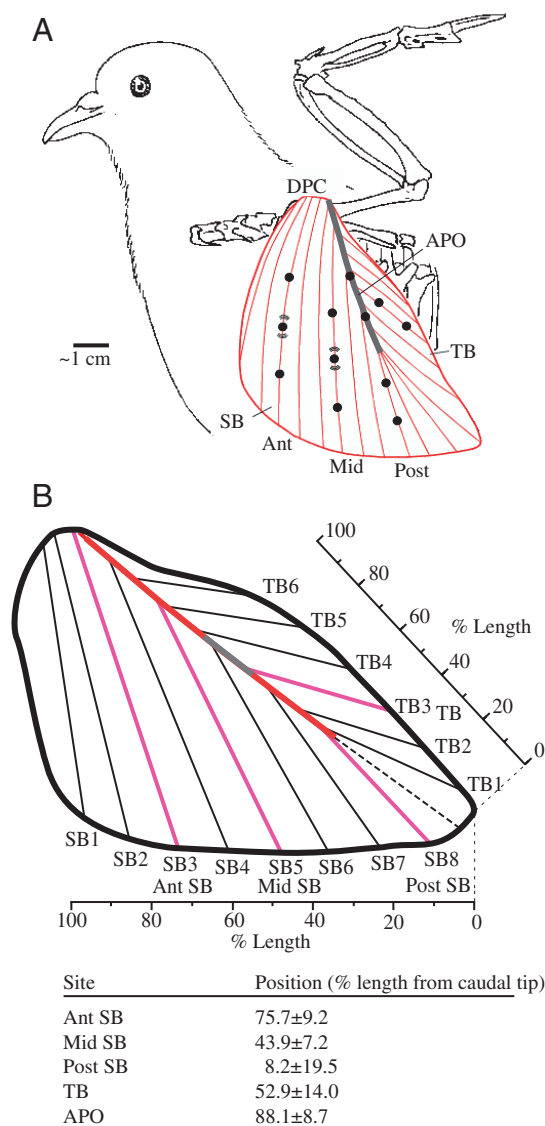 A
DPC
APO
~1 cm
TB
SB
Ant
Mid
Post
B
100
80
60
% Length
40
TB
20
0
TB6
TB5
TB4
TB3
TB2
TB1
SB1
SB2
SB3
SB4
SB5
SB6
SB7
SB8
Ant SB
Mid SB
Post SB
100 80 60 40 20 0
% Length
Site Position (% length from caudal tip)
Ant SB 75.7±9.2
Mid SB 43.9±7.2
Post SB 8.2±19.5
TB 52.9±14.0
APO 88.1±8.7